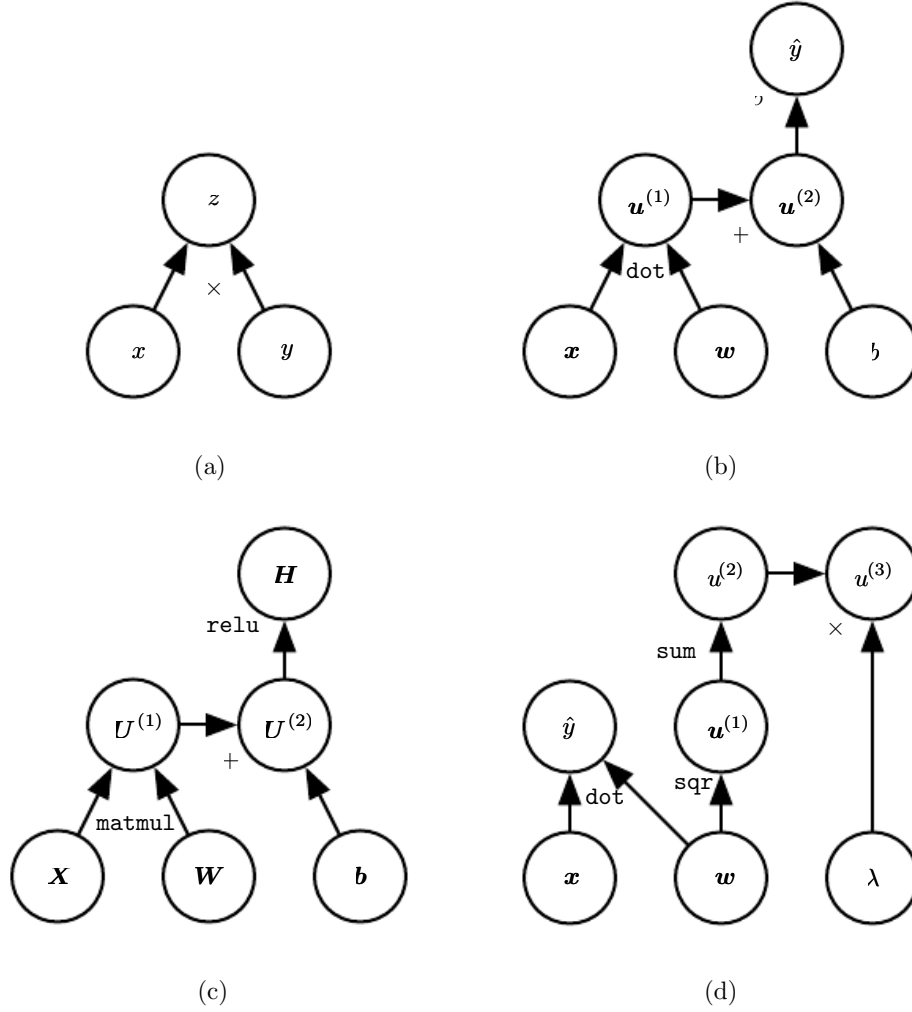 ŷ
z
u^(1) u^(2)
+
×
dot
x y
x w
(a) (b)
H
u^(2) u^(3)
relu
×
sum
U^(1) U^(2)
ŷ
u^(1)
+
sqr
dot
matmul
X W b
x w λ
(c) (d)